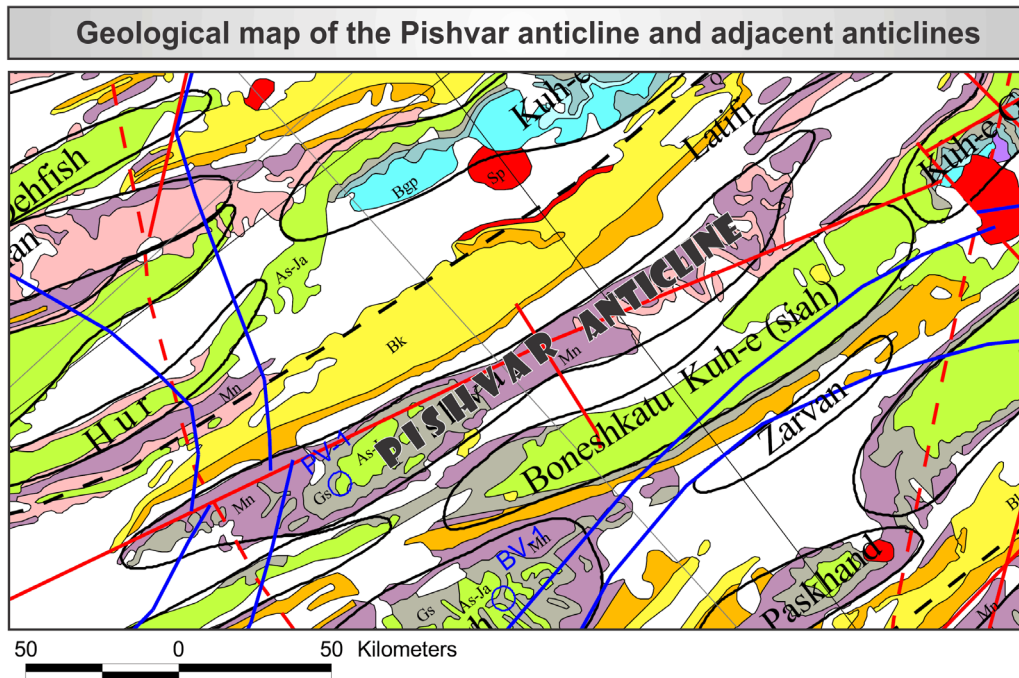 Geological map of the Pishvar anticline and adjacent anticlines
Kuh-e
Latifi
Kuh-e G
ehfish
an
Bgp
Sp
As-Ja
Bk
PISHVAR ANTICLINE
Mn
Mn
Hur
Boneshkatu Kuh-e (siah)
Zarvan
PV-1
As-
Gs
Mn
BV-1
Mn
As-Ja
Gs
h
Paskhand
Bk
Mn
50 0 50 Kilometers